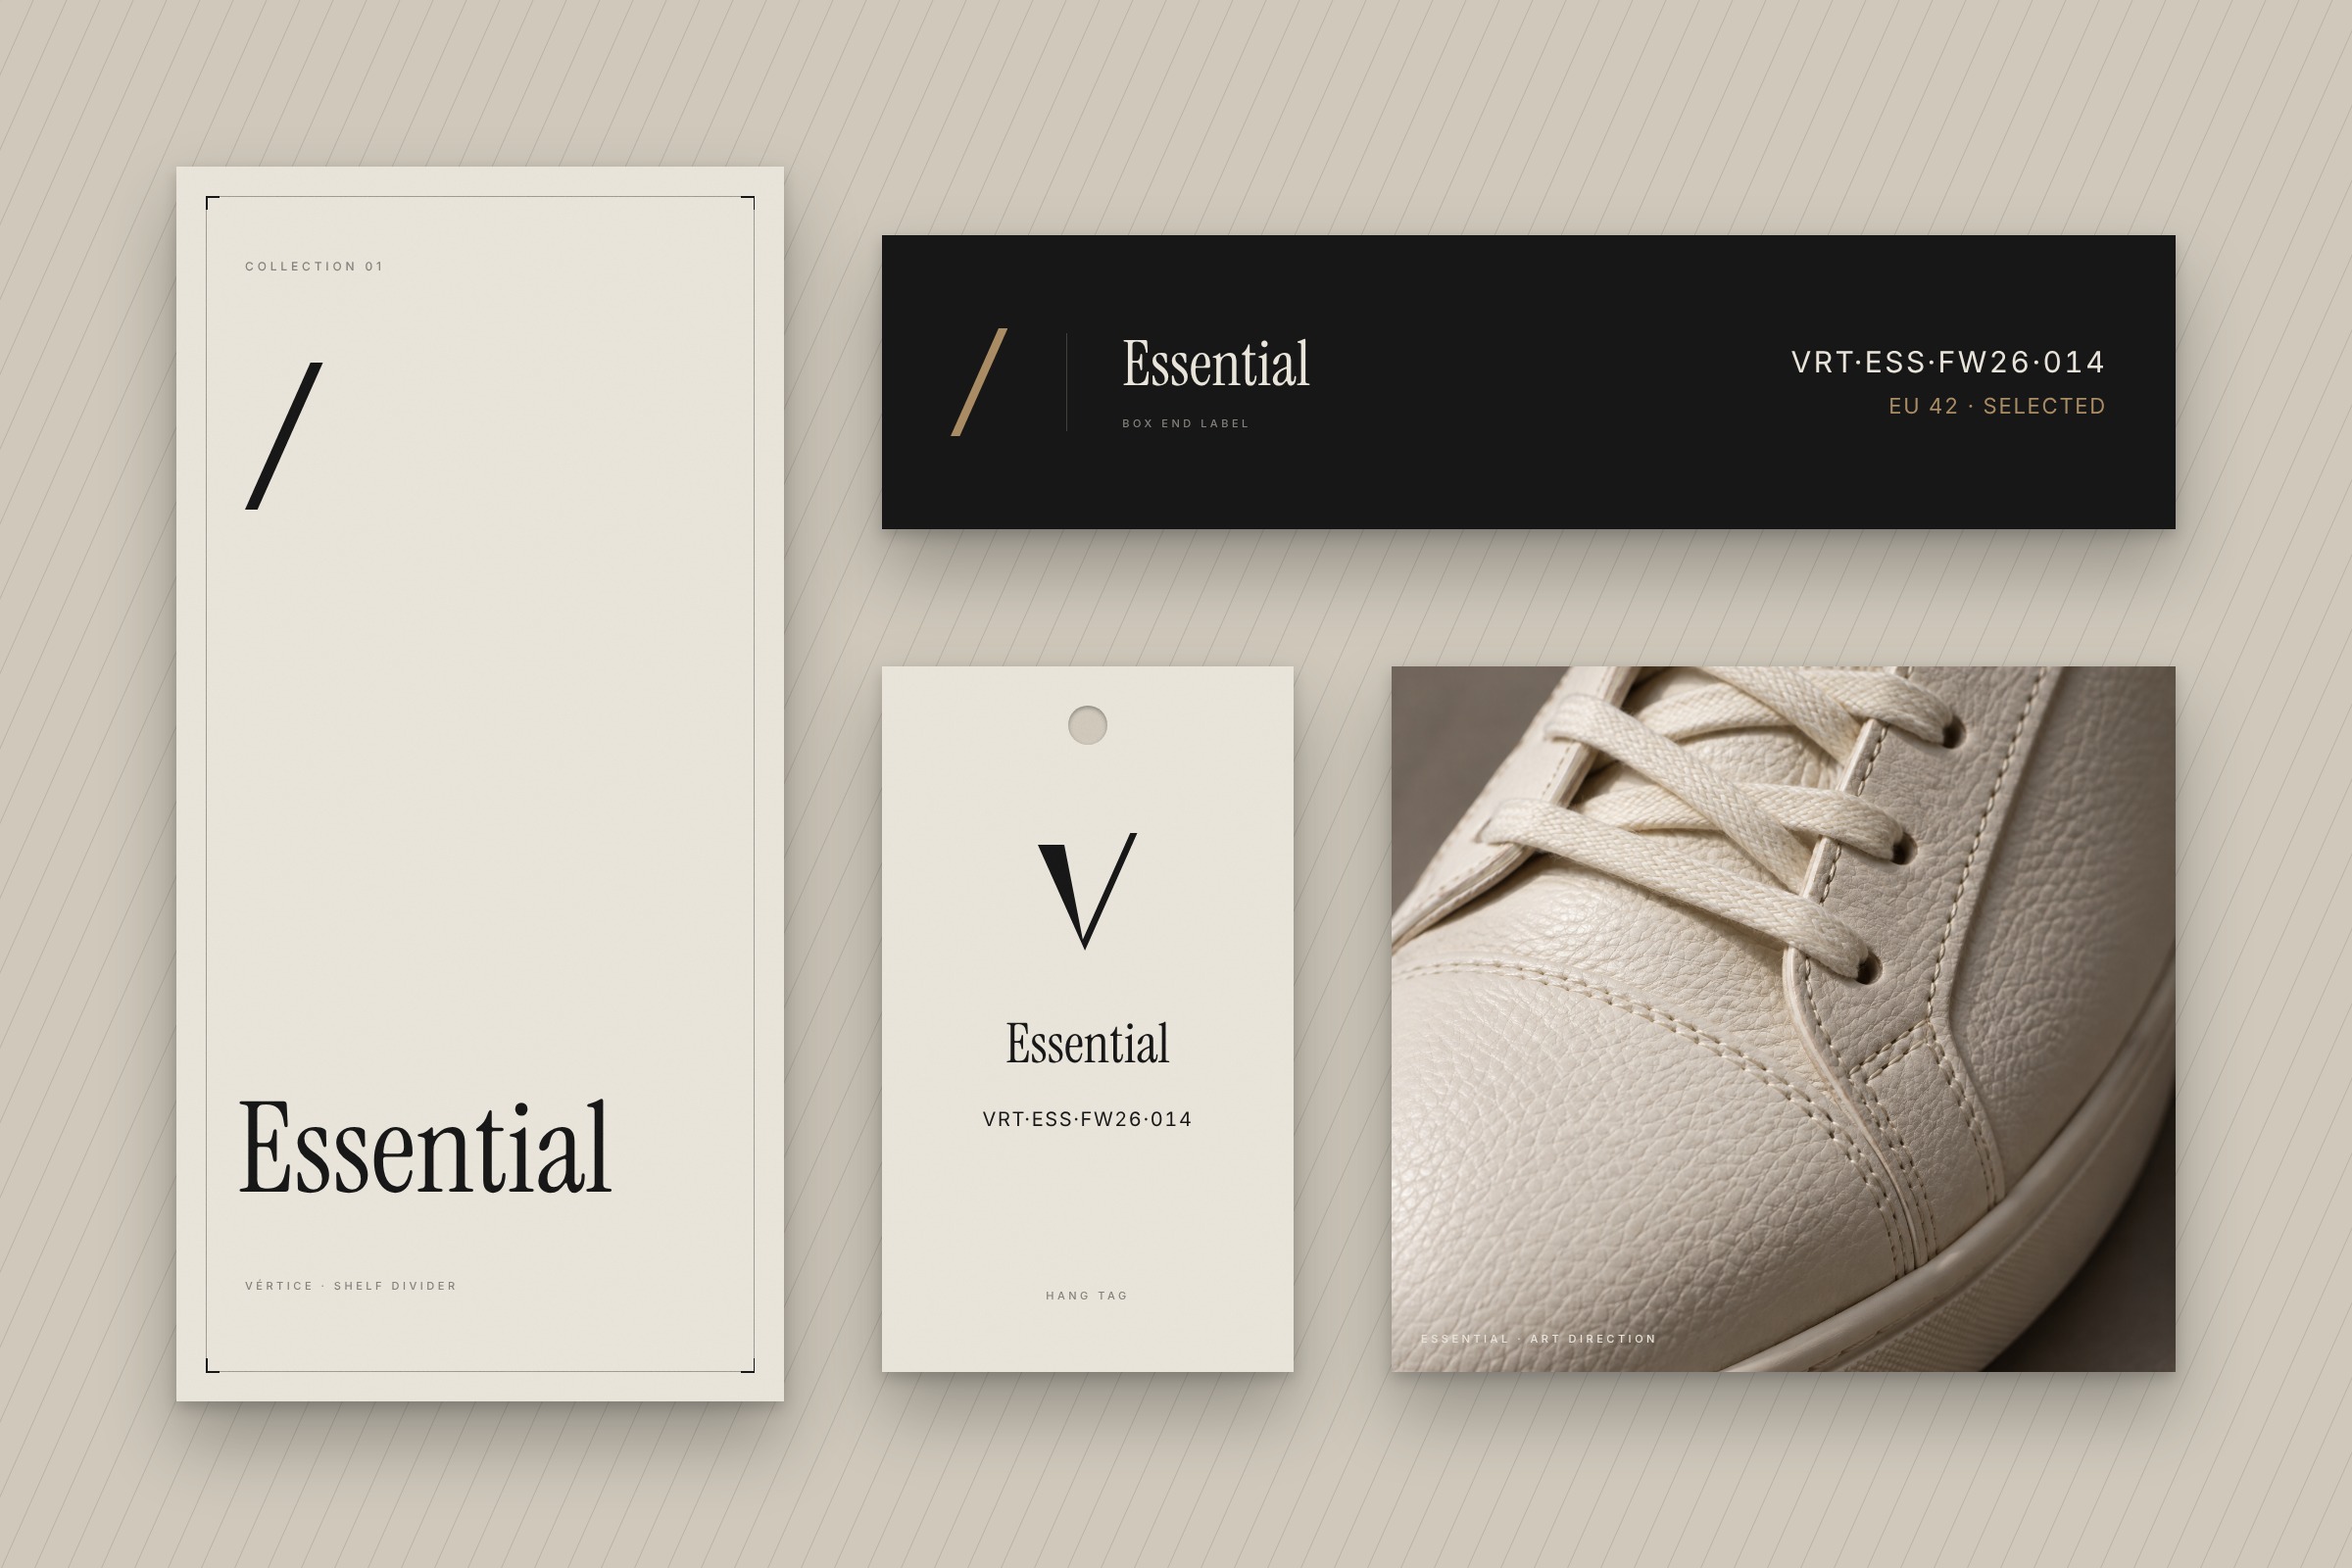 COLLECTION 01
/
Essential
VÉRTICE · SHELF DIVIDER
/
Essential
BOX END LABEL
VRT·ESS·FW26·014
EU 42 · SELECTED
V
Essential
VRT·ESS·FW26·014
HANG TAG
ESSENTIAL · ART DIRECTION